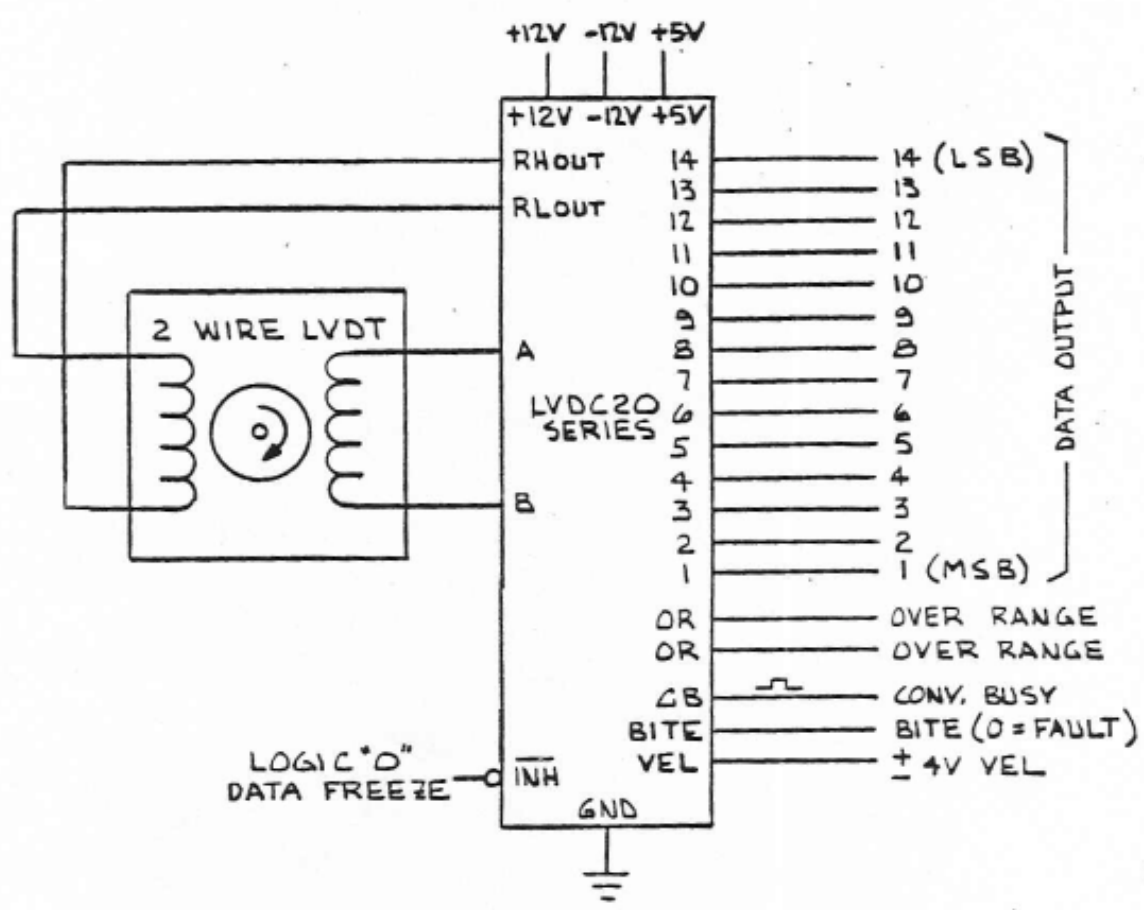 +12V -12V +5V
+12V -12V +5V
RHOUT 14 14 (LSB)
13 13
RLOUT 12 12
11 11
10 10
9 9
2 WIRE LVDT
A 8 8
7 7
LVDC20 6 6
SERIES 5 5
4 4
B 3 3
2 2
1 1 (MSB)
DATA OUTPUT
OR OVER RANGE
OR OVER RANGE
CB CONV. BUSY
BITE BITE (0 = FAULT)
VEL ± 4V VEL
LOGIC "0"
DATA FREEZE INH
GND